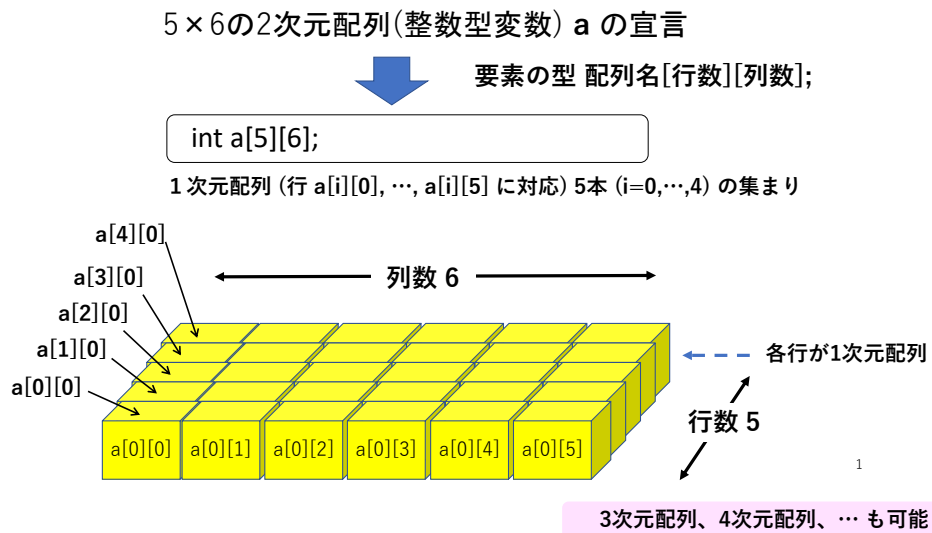 5×6の2次元配列(整数型変数) a の宣言
要素の型 配列名[行数][列数];
int a[5][6];
1次元配列 (行 a[i][0], …, a[i][5] に対応) 5本 (i=0,…,4) の集まり
a[4][0]
a[3][0]
列数 6
a[2][0]
a[1][0]
各行が1次元配列
a[0][0]
行数 5
a[0][0] a[0][1] a[0][2] a[0][3] a[0][4] a[0][5]
1
3次元配列、4次元配列、… も可能